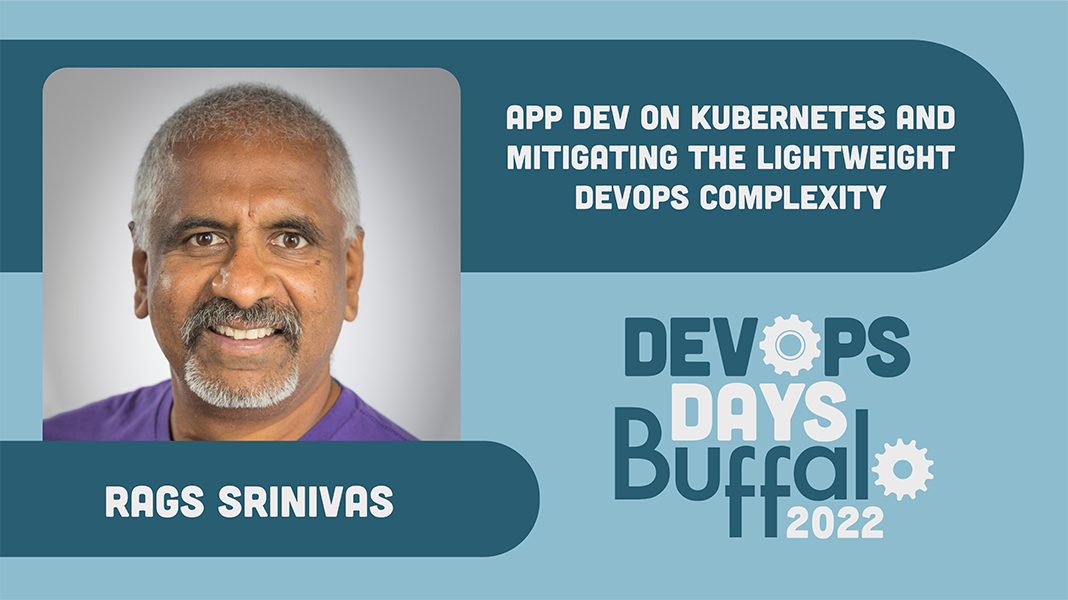 APP DEV ON KUBERNETES AND
MITIGATING THE LIGHTWEIGHT
DEVOPS COMPLEXITY
RAGS SRINIVAS
DEVOPS
DAYS
Buffalo
2022